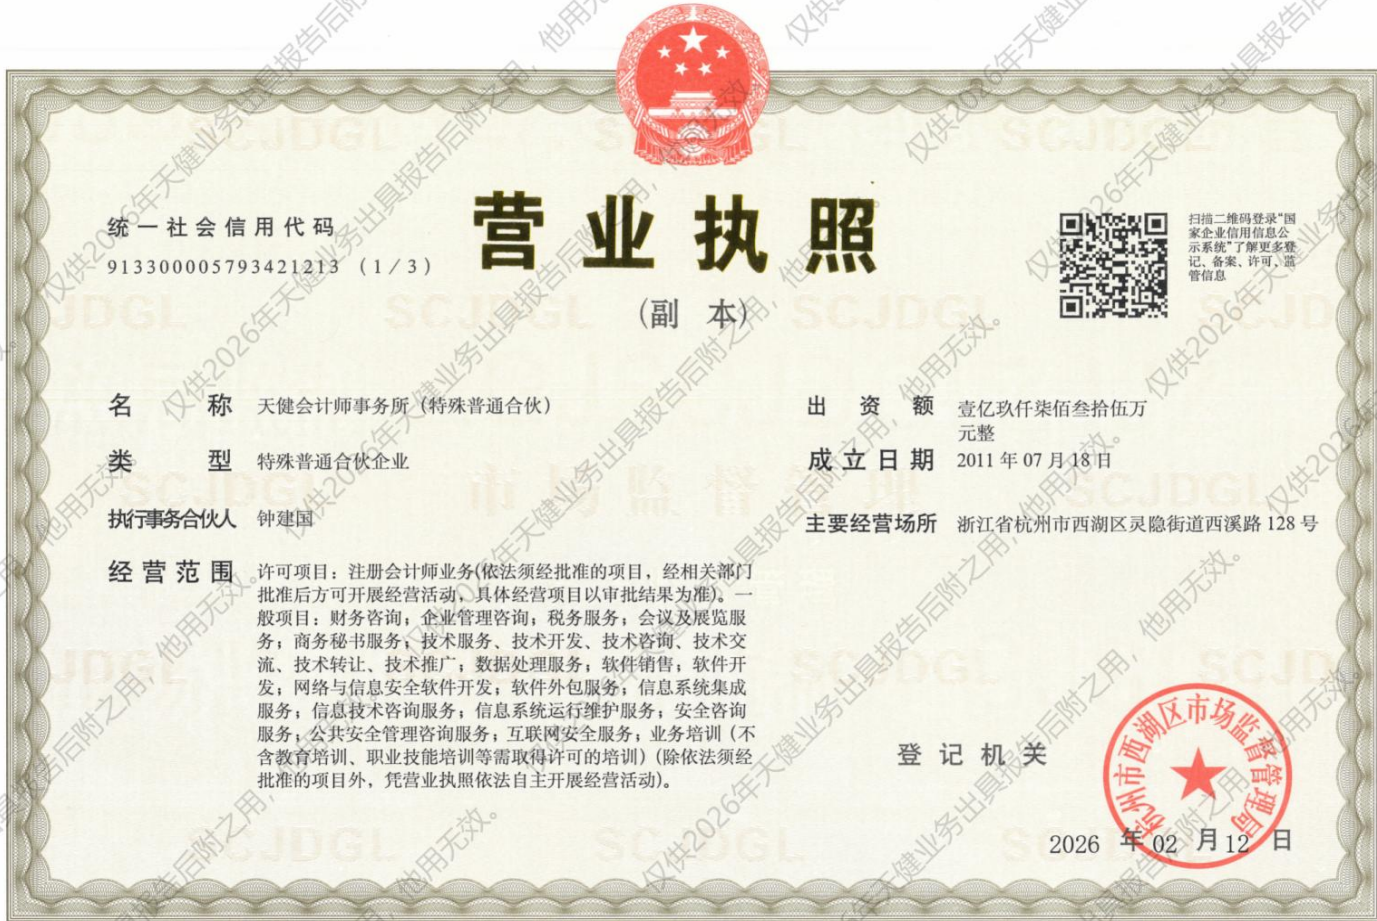 营业执照
(副 本)
统一社会信用代码
913300005793421213 (1/3)
扫描二维码登录“国
家企业信用信息公
示系统”了解更多登
记、备案、许可、监
管信息
名 称 天健会计师事务所（特殊普通合伙）
类 型 特殊普通合伙企业
执行事务合伙人 钟建国
经营范围 许可项目：注册会计师业务(依法须经批准的项目，经相关部门
批准后方可开展经营活动，具体经营项目以审批结果为准)。一
般项目：财务咨询；企业管理咨询；税务服务；会议及展览服
务；商务秘书服务；技术服务、技术开发、技术咨询、技术交
流、技术转让、技术推广；数据处理服务；软件销售；软件开
发；网络与信息安全软件开发；软件外包服务；信息系统集成
服务；信息技术咨询服务；信息系统运行维护服务；安全咨询
服务；公共安全管理咨询服务；互联网安全服务；业务培训（不
含教育培训、职业技能培训等需取得许可的培训）(除依法须经
批准的项目外，凭营业执照依法自主开展经营活动)。
出 资 额 壹亿玖仟柒佰叁拾伍万
元整
成立日期 2011 年 07 月 18 日
主要经营场所 浙江省杭州市西湖区灵隐街道西溪路 128 号
登记机关
杭州市西湖区市场监督管理局
2026 年 02 月 12 日
仅供2026年天健业务出具报告后附之用，他用无效。
SCJDGL
市场监督管理